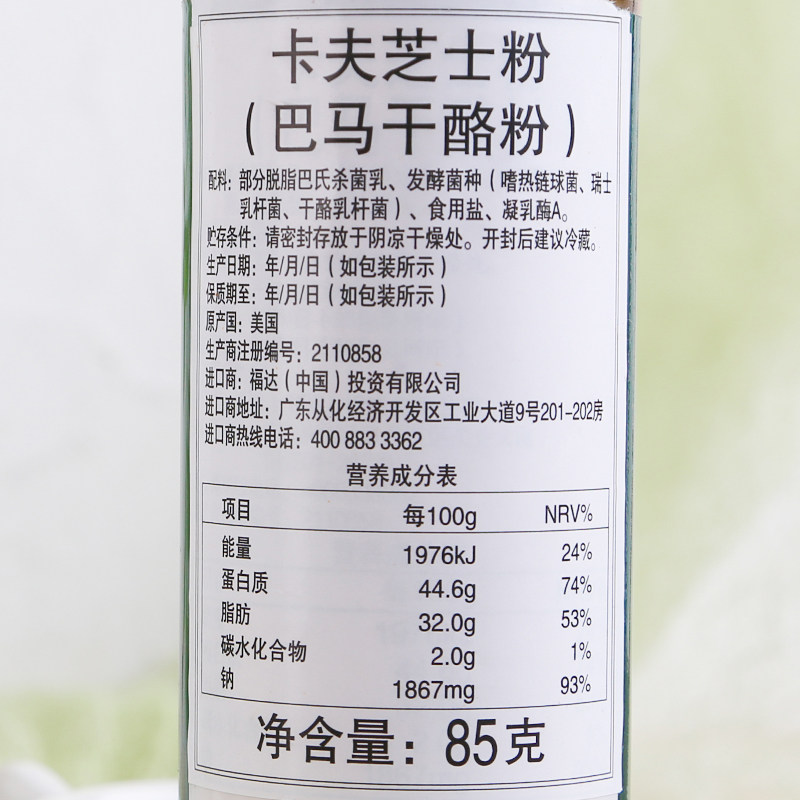 卡夫芝士粉
（巴马干酪粉）
配料：部分脱脂巴氏杀菌乳、发酵菌种（嗜热链球菌、瑞士
乳杆菌、干酪乳杆菌）、食用盐、凝乳酶A。
贮存条件：请密封存放于阴凉干燥处。开封后建议冷藏。
生产日期：年/月/日（如包装所示）
保质期至：年/月/日（如包装所示）
原产国：美国
生产商注册编号：2110858
进口商：福达（中国）投资有限公司
进口商地址：广东从化经济开发区工业大道9号201-202房
进口商热线电话：400 883 3362
营养成分表
项目 每100g NRV%
能量 1976kJ 24%
蛋白质 44.6g 74%
脂肪 32.0g 53%
碳水化合物 2.0g 1%
钠 1867mg 93%
净含量：85克